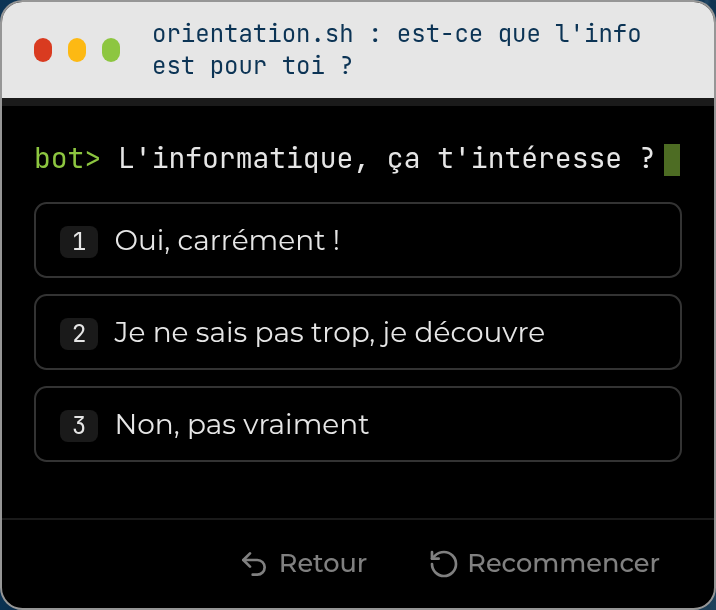 orientation.sh : est-ce que l'info
est pour toi ?
bot> L'informatique, ça t'intéresse ?
1 Oui, carrément !
2 Je ne sais pas trop, je découvre
3 Non, pas vraiment
Retour Recommencer